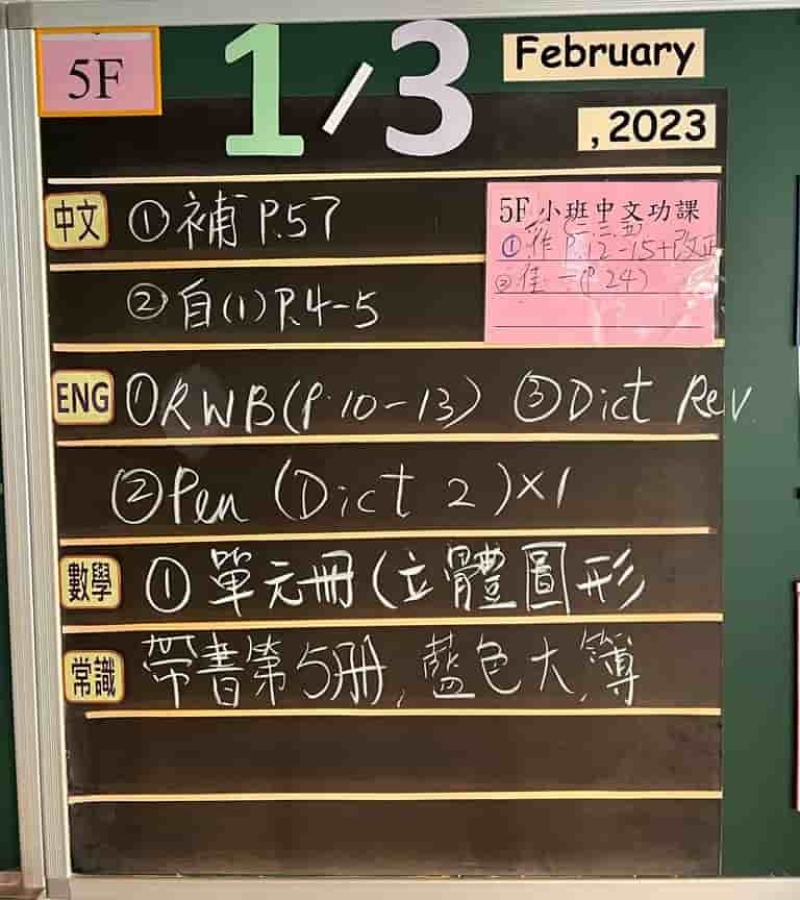 5F
1/3
February
, 2023
中文 ①補 P.57
②自(1) P.4-5
5F 小班中文功課
①作 P.12-15+改正
②佳一(P.24)
ENG ①RWB(P.10-13) ③Dict Rev.
②Pen (Dict 2)×1
數學 ①單元冊(立體圖形
常識 帶書第5冊, 藍色大簿